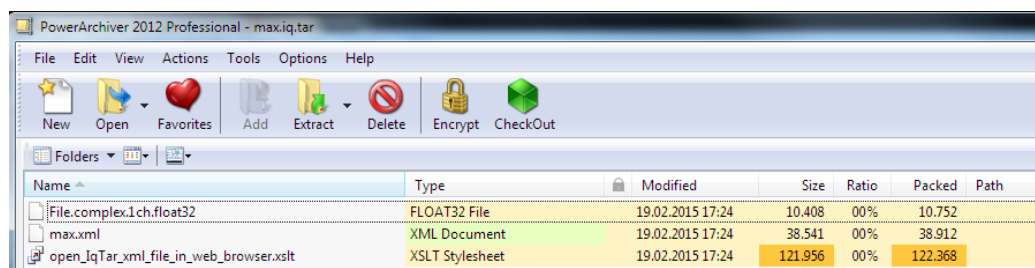 PowerArchiver 2012 Professional - max.iq.tar
File Edit View Actions Tools Options Help
New Open Favorites Add Extract Delete Encrypt CheckOut
Folders
Name Type Modified Size Ratio Packed Path
File.complex.1ch.float32 FLOAT32 File 19.02.2015 17:24 10.408 00% 10.752
max.xml XML Document 19.02.2015 17:24 38.541 00% 38.912
open_IqTar_xml_file_in_web_browser.xslt XSLT Stylesheet 19.02.2015 17:24 121.956 00% 122.368